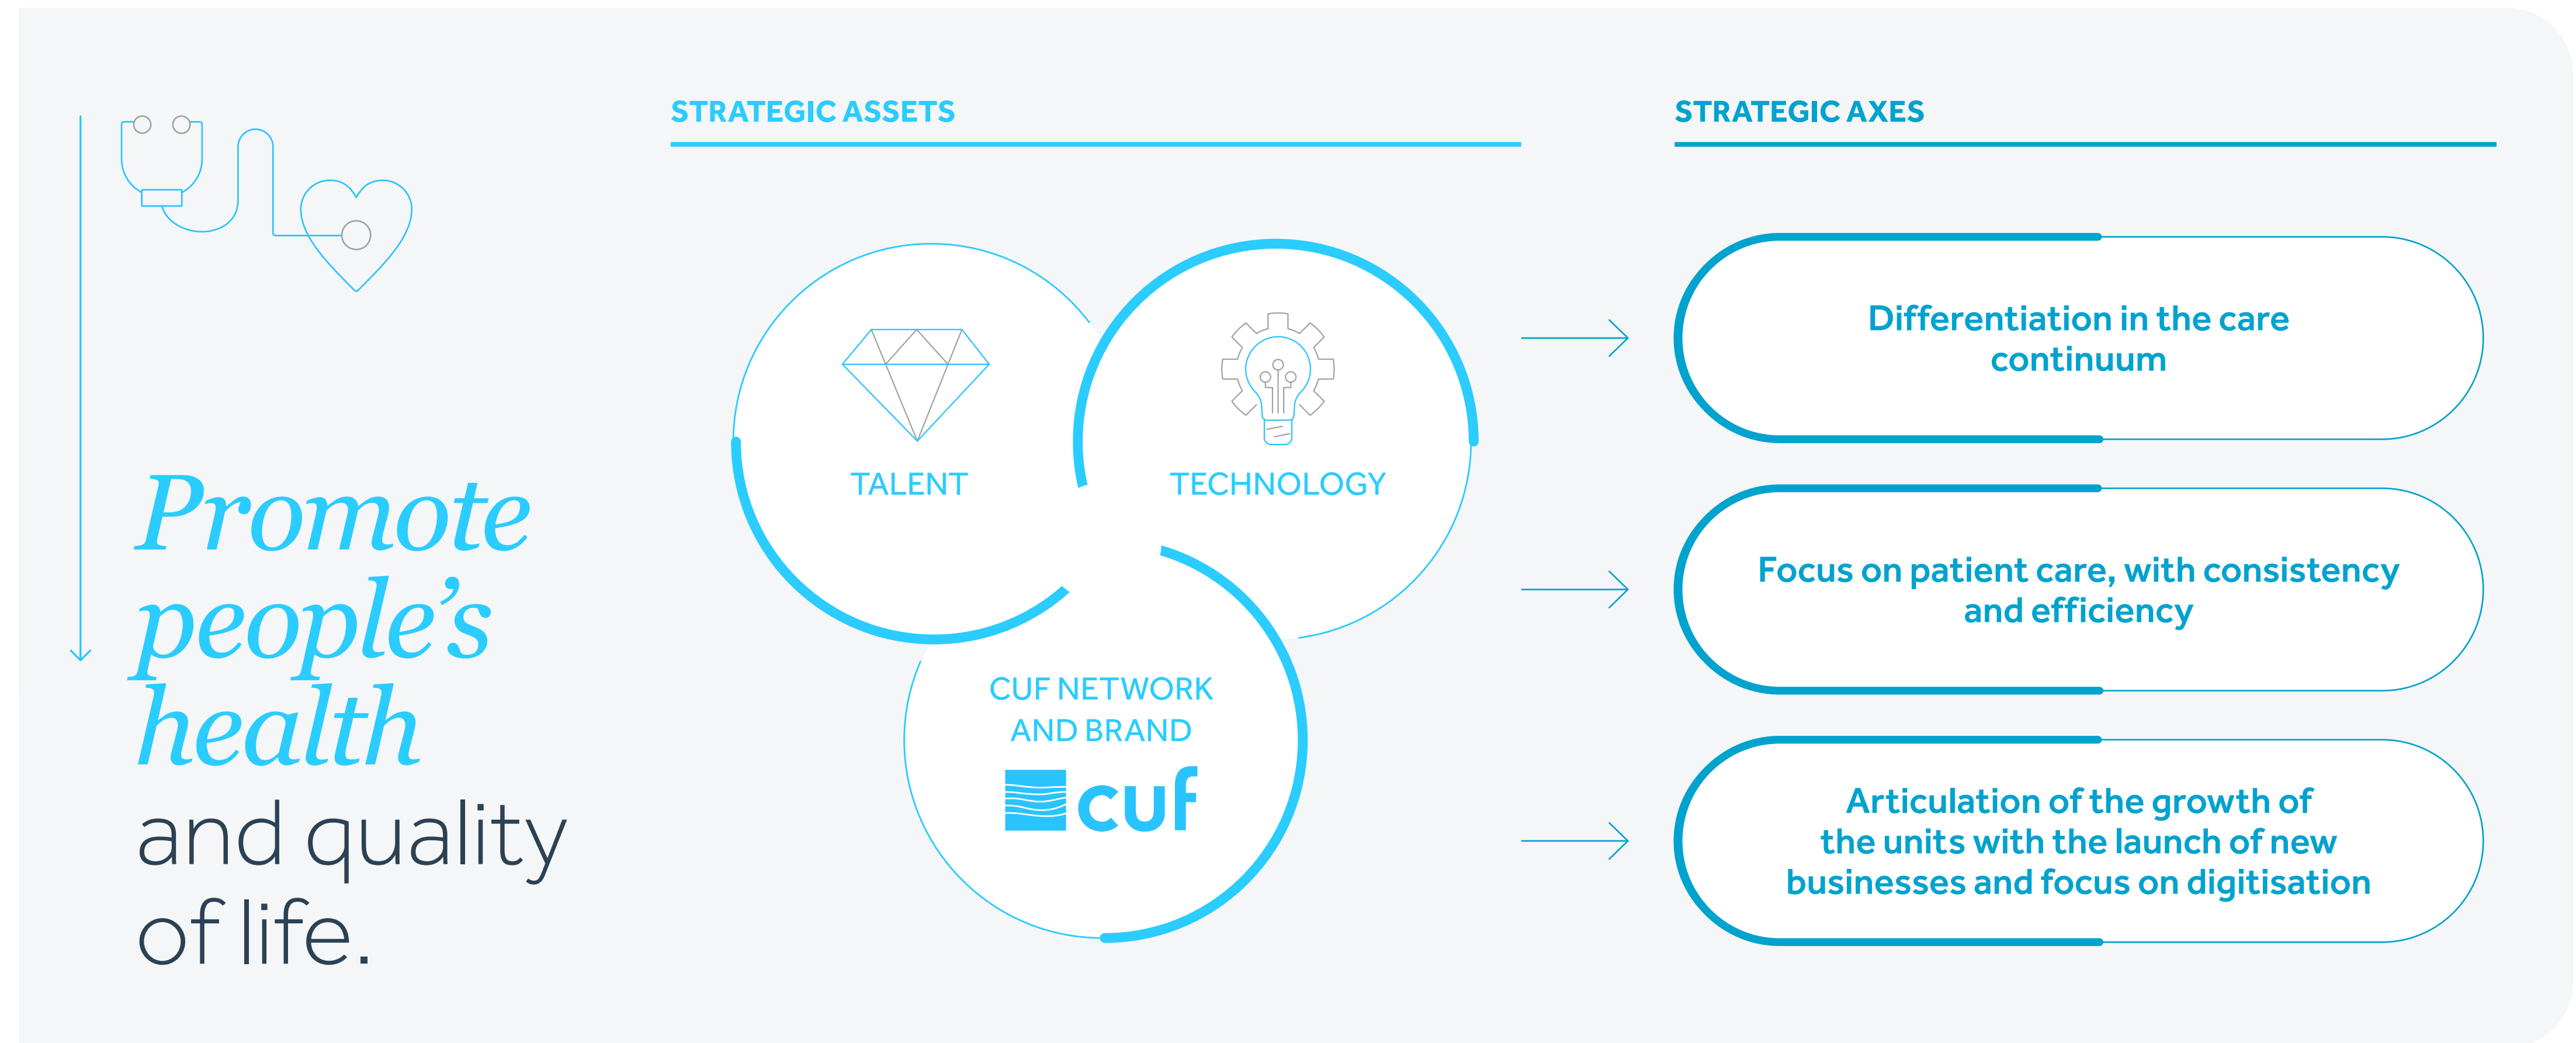 Promote
people’s
health
and quality
of life.
STRATEGIC ASSETS
TALENT
TECHNOLOGY
CUF NETWORK
AND BRAND
cuf
STRATEGIC AXES
Differentiation in the care
continuum
Focus on patient care, with consistency
and efficiency
Articulation of the growth of
the units with the launch of new
businesses and focus on digitisation